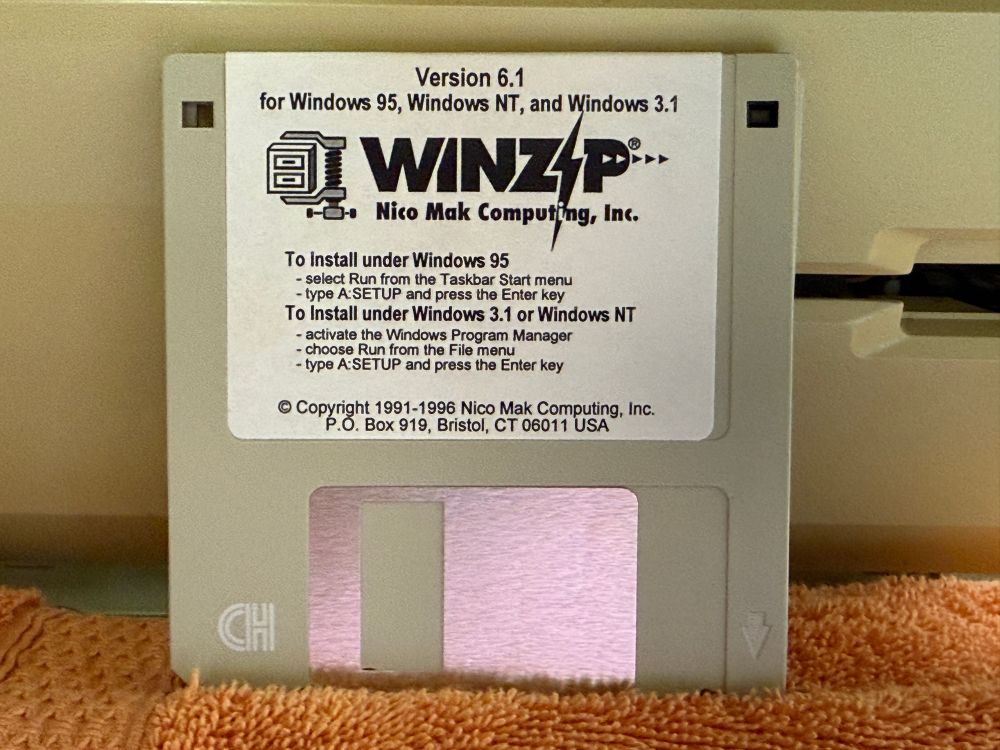 Version 6.1
for Windows 95, Windows NT, and Windows 3.1
WINZIP®
Nico Mak Computing, Inc.
To Install under Windows 95
- select Run from the Taskbar Start menu
- type A:SETUP and press the Enter key
To Install under Windows 3.1 or Windows NT
- activate the Windows Program Manager
- choose Run from the File menu
- type A:SETUP and press the Enter key
© Copyright 1991-1996 Nico Mak Computing, Inc.
P.O. Box 919, Bristol, CT 06011 USA